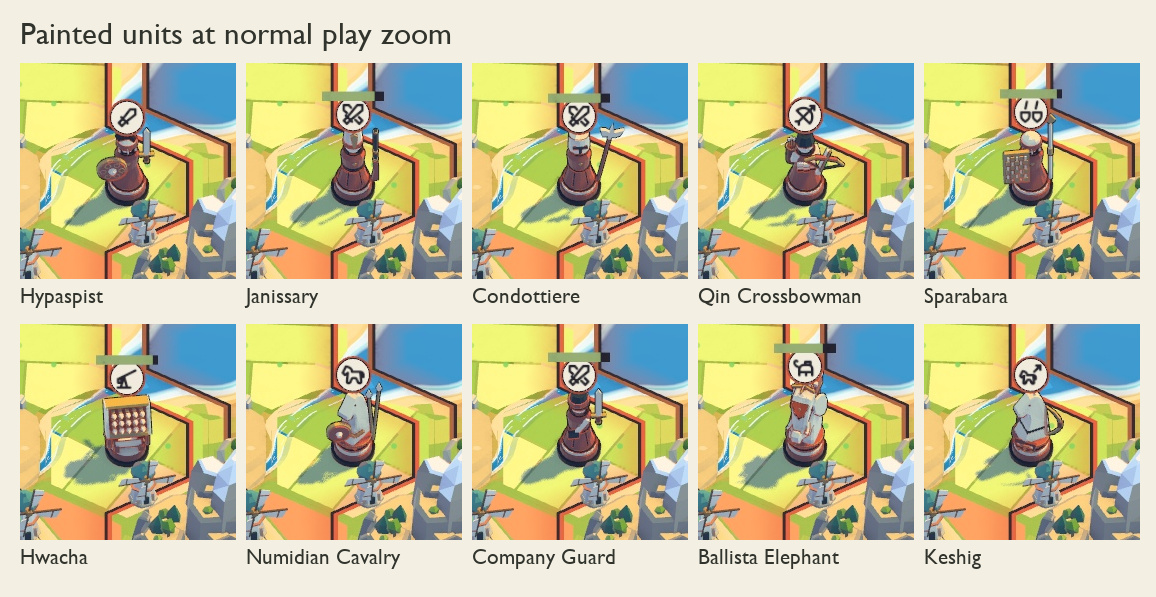 Painted units at normal play zoom
Hypaspist
Janissary
Condottiere
Qin Crossbowman
Sparabara
Hwacha
Numidian Cavalry
Company Guard
Ballista Elephant
Keshig